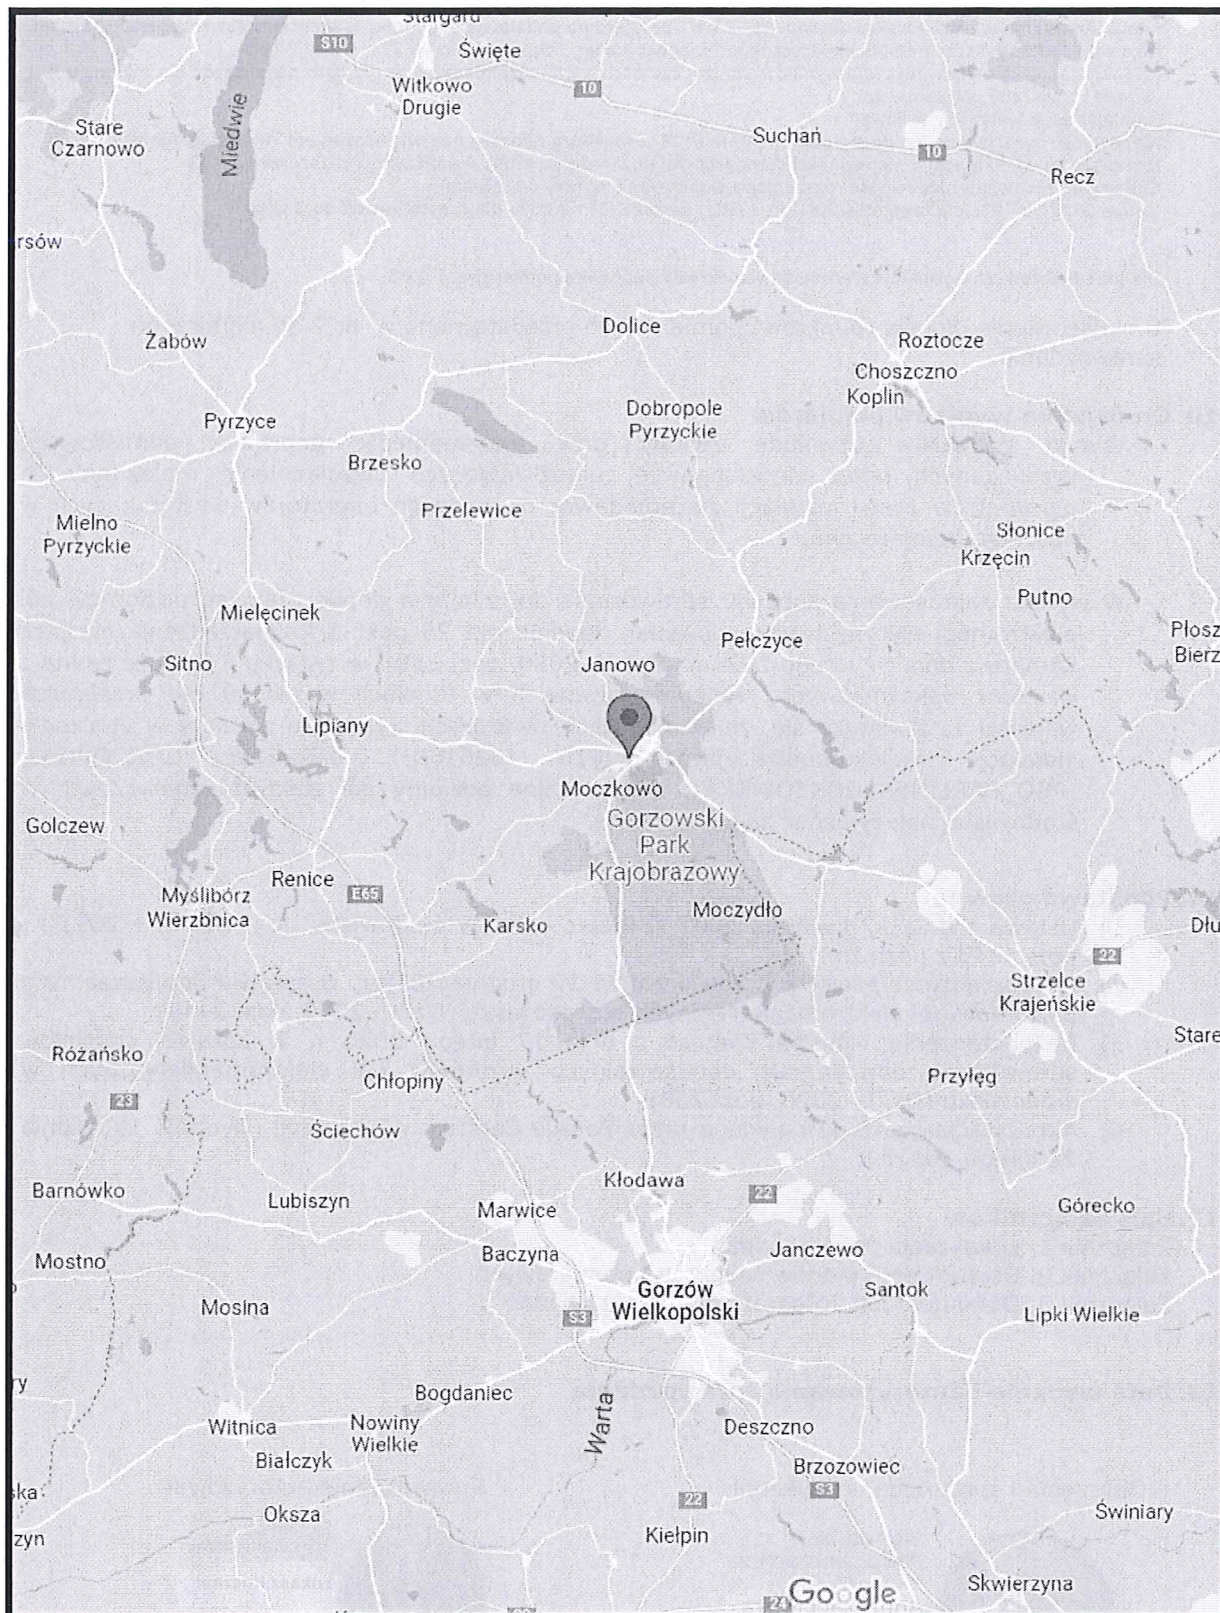 Stargard
S10
Święte
Witkowo
Drugie
10
Miedwie
Stare
Czarnowo
Suchań
10
Recz
rsów
Żabów
Dolice
Roztocze
Choszczno
Koplin
Pyrzyce
Dobropole
Pyrzyckie
Brzesko
Przelewice
Mielno
Pyrzyckie
Słonice
Krzęcin
Putno
Mielęcinek
Pełczyce
Płosz
Bierz
Sitno
Janowo
Lipiany
Moczkowo
Golczew
Gorzowski
Park
Krajobrazowy
Renice
E65
Myślibórz
Wierzbnica
Moczydło
Karsko
Dłu
22
Strzelce
Krajeńskie
Stare
Różańsko
Chłopiny
Przyłęg
23
Ściechów
Kłodawa
Barnówko
Lubiszyn
22
Górecko
Marwice
Mostno
Baczyna
Janczewo
Gorzów
Wielkopolski
Santok
Mosina
S3
Lipki Wielkie
ry
Bogdaniec
Warta
Witnica
Nowiny
Wielkie
Deszczno
Białczyk
Brzozowiec
ska
22
S3
Oksza
Świniary
zyn
Kiełpin
Skwierzyna
Google
24